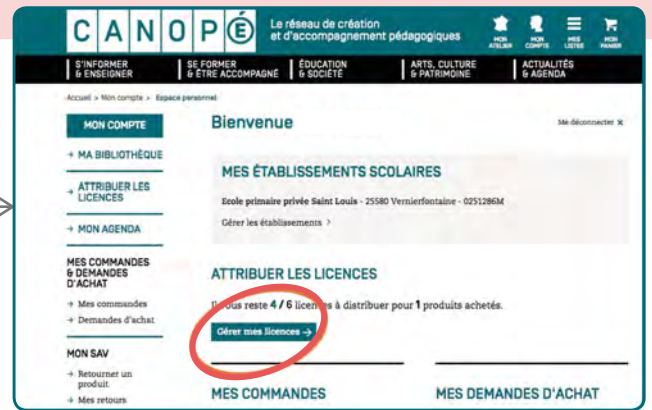 CANOPÉ
Le réseau de création
et d'accompagnement pédagogiques
MON
ATELIER
MON
COMPTE
MES
LISTES
MON
PANIER
S'INFORMER
& ENSEIGNER
SE FORMER
& ÊTRE ACCOMPAGNÉ
ÉDUCATION
& SOCIÉTÉ
ARTS, CULTURE
& PATRIMOINE
ACTUALITÉS
& AGENDA
Accueil > Mon compte > Espace personnel
MON COMPTE
→ MA BIBLIOTHÈQUE
→ ATTRIBUER LES
LICENCES
→ MON AGENDA
MES COMMANDES
& DEMANDES
D'ACHAT
→ Mes commandes
→ Demandes d'achat
MON SAV
→ Retourner un
produit
→ Mes retours
Bienvenue
Me déconnecter ×
MES ÉTABLISSEMENTS SCOLAIRES
Ecole primaire privée Saint Louis - 25580 Vernierfontaine - 0251286M
Gérer les établissements >
ATTRIBUER LES LICENCES
Il vous reste 4 / 6 licences à distribuer pour 1 produits achetés.
Gérer mes licences →
MES COMMANDES
MES DEMANDES D'ACHAT